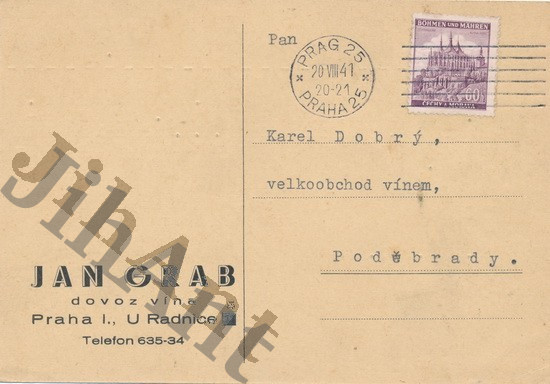 BÖHMEN UND MÄHREN
60
ČECHY A MORAVA
PRAG 25
20 VIII 41
20-21
PRAHA 25
Pan
Karel Dobrý,
velkoobchod vínem,
Poděbrady.
JAN GRAB
dovoz vína
Praha I., U Radnice
Telefon 635-34
JihAnt